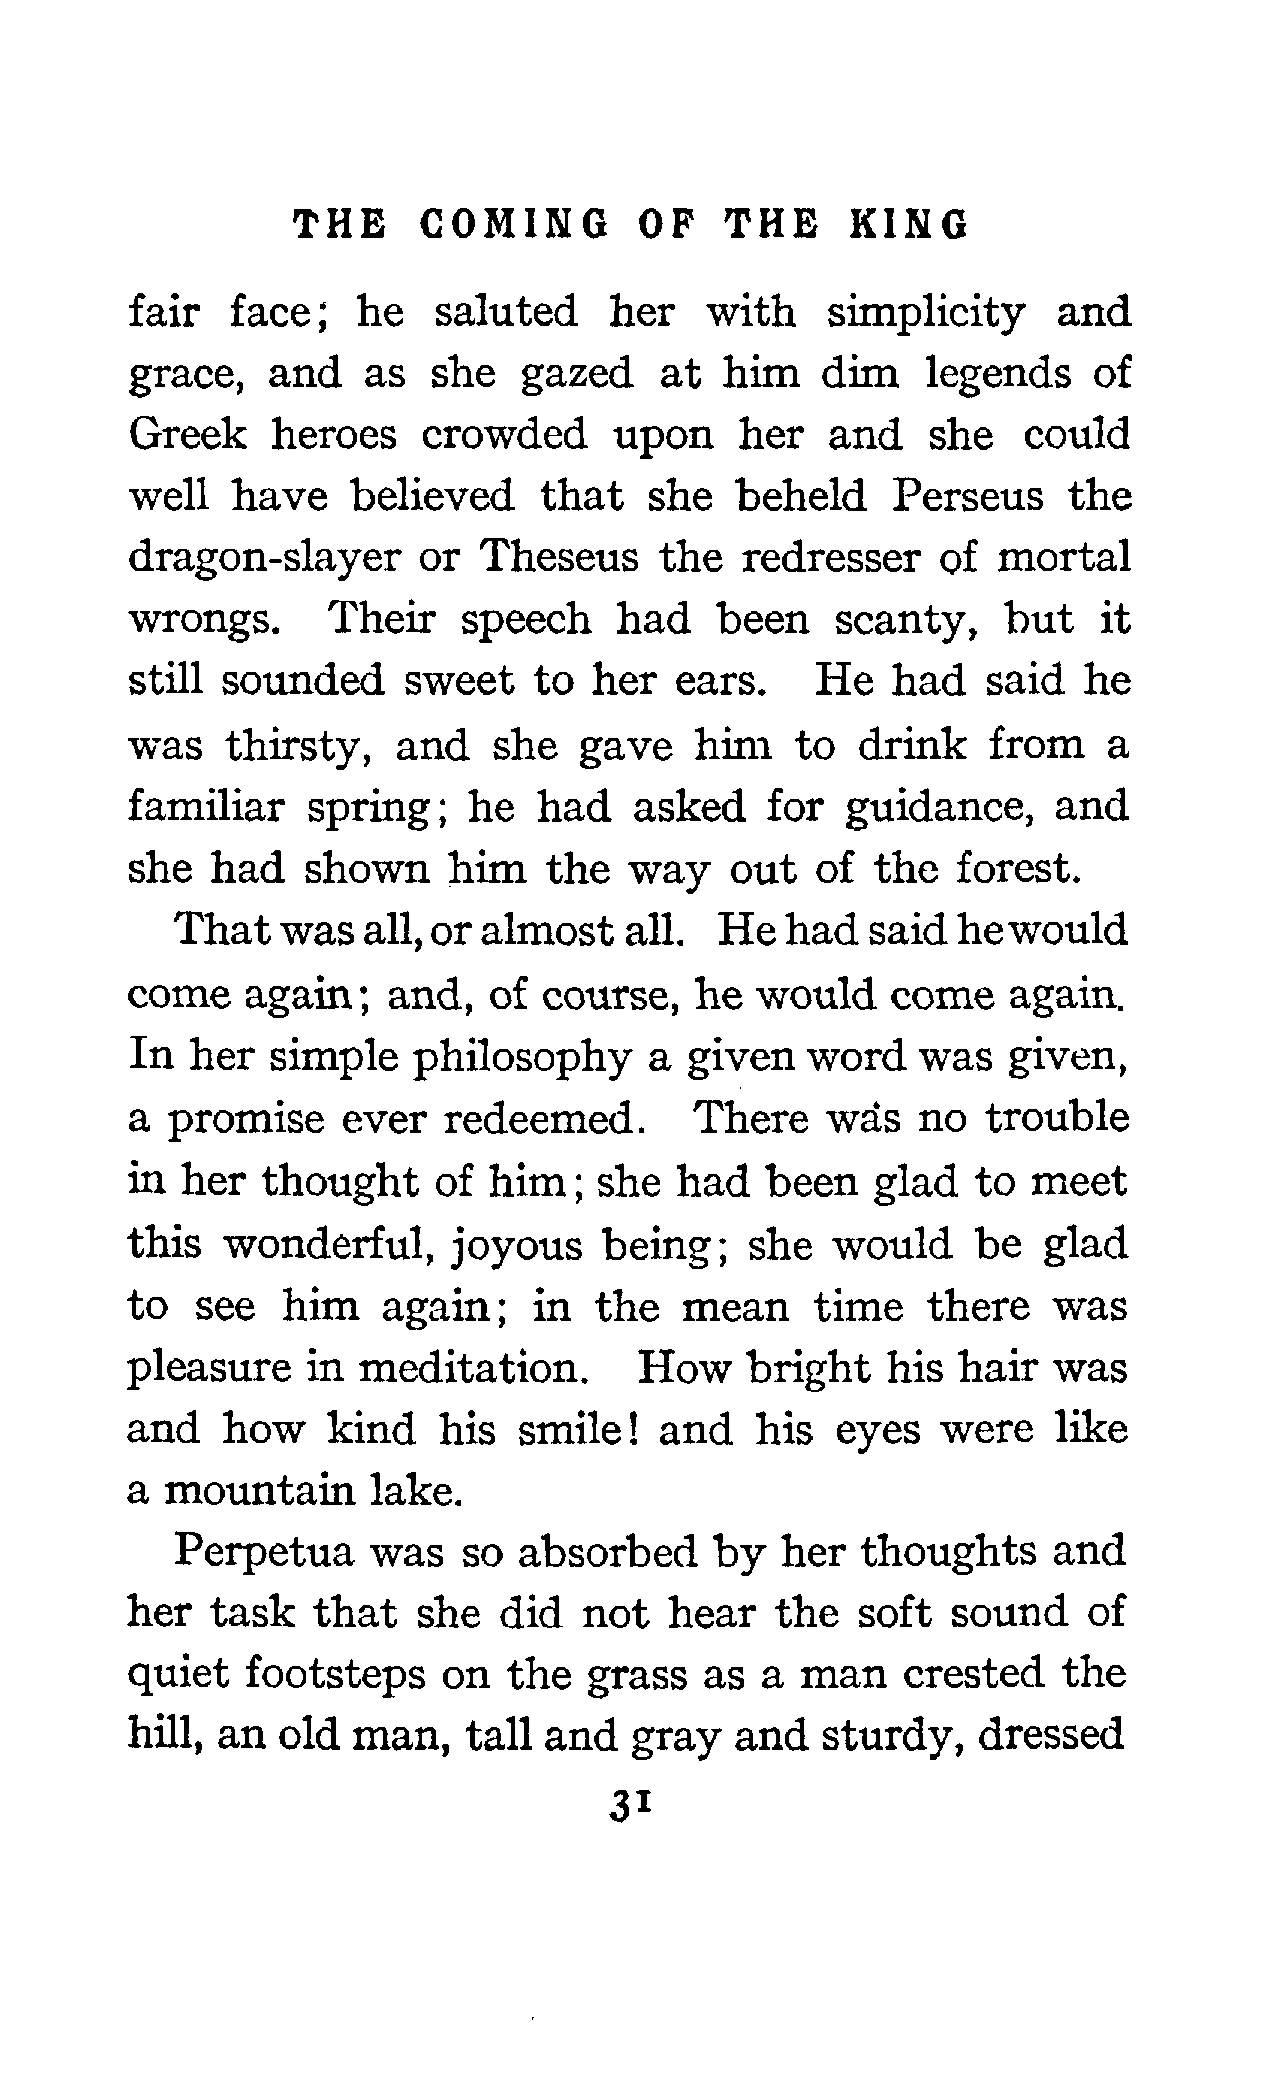 THE COMING OF THE KING
fair face; he saluted her with simplicity and
grace, and as she gazed at him dim legends of
Greek heroes crowded upon her and she could
well have believed that she beheld Perseus the
dragon-slayer or Theseus the redresser of mortal
wrongs. Their speech had been scanty, but it
still sounded sweet to her ears. He had said he
was thirsty, and she gave him to drink from a
familiar spring; he had asked for guidance, and
she had shown him the way out of the forest.
That was all, or almost all. He had said he would
come again; and, of course, he would come again.
In her simple philosophy a given word was given,
a promise ever redeemed. There was no trouble
in her thought of him; she had been glad to meet
this wonderful, joyous being; she would be glad
to see him again; in the mean time there was
pleasure in meditation. How bright his hair was
and how kind his smile! and his eyes were like
a mountain lake.
Perpetua was so absorbed by her thoughts and
her task that she did not hear the soft sound of
quiet footsteps on the grass as a man crested the
hill, an old man, tall and gray and sturdy, dressed
31